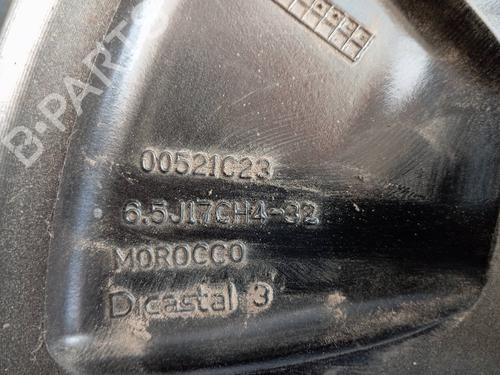 B-PARTS
00521C23
6.5J17CH4-32
MOROCCO
Dicastal 3